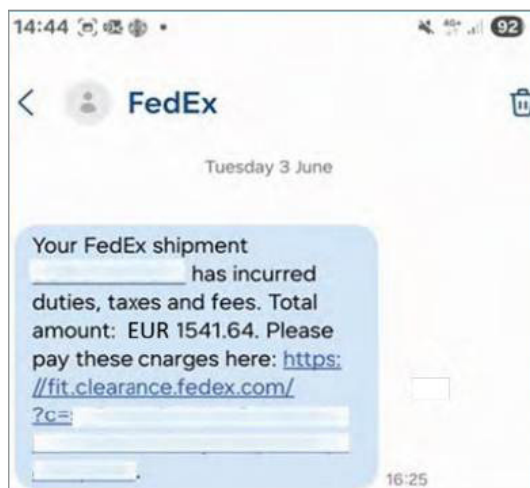 14:44
4G+
92
FedEx
Tuesday 3 June
Your FedEx shipment
has incurred
duties, taxes and fees. Total
amount: EUR 1541.64. Please
pay these cnarges here: https:
//fit.clearance.fedex.com/
?c=
.
16:25